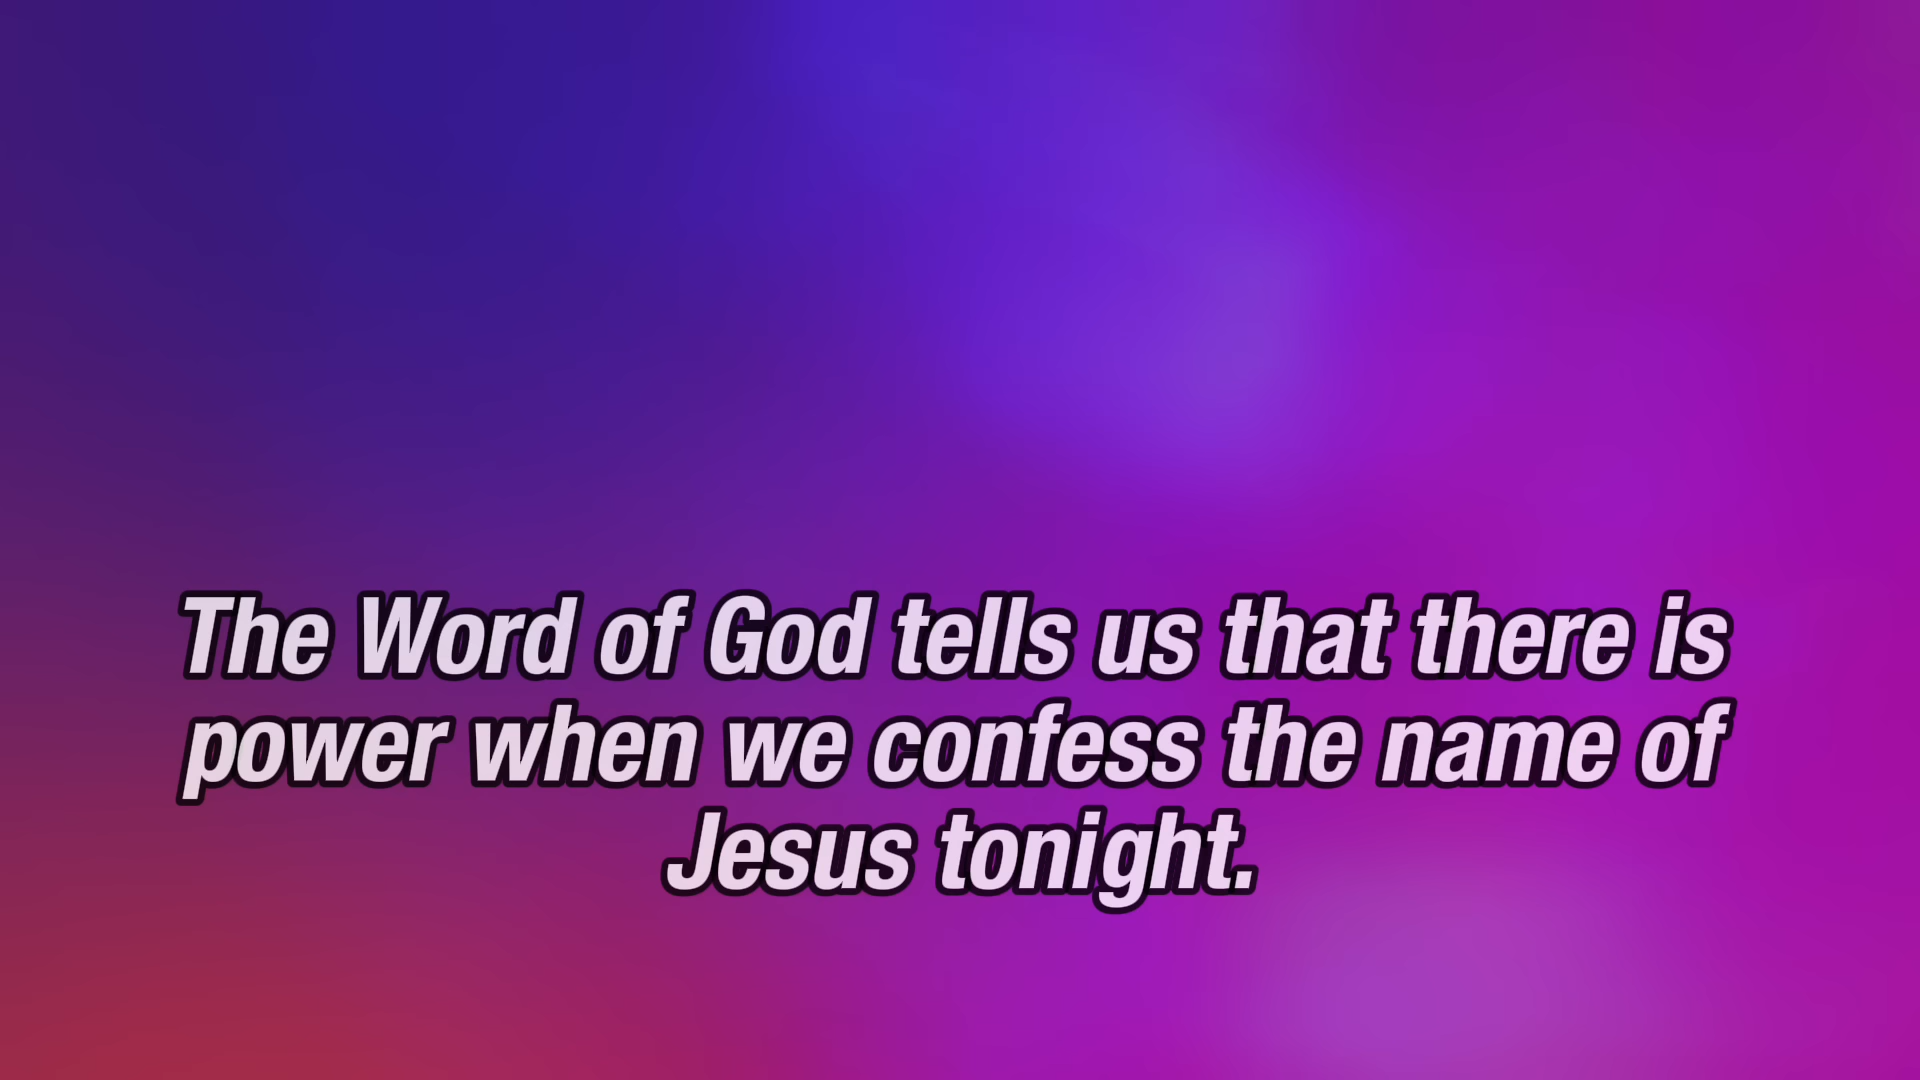 The Word of God tells us that there is
power when we confess the name of
Jesus tonight.